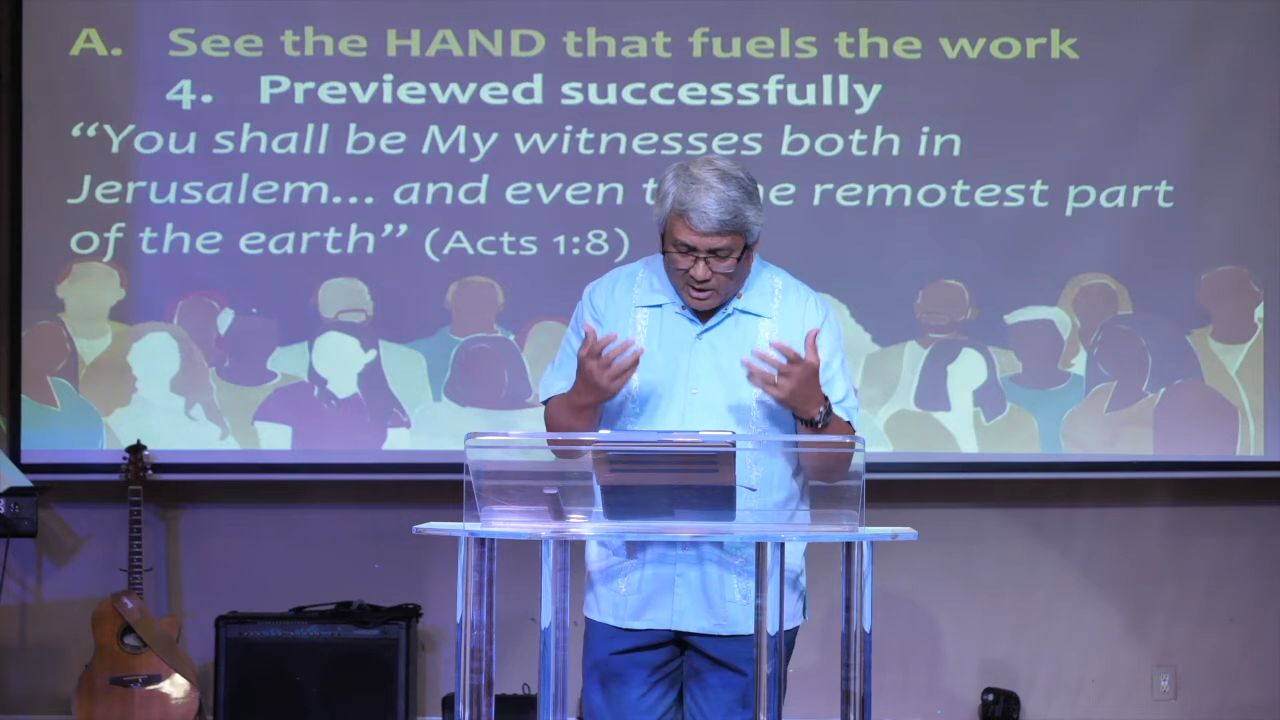 A. See the HAND that fuels the work
4. Previewed successfully
“You shall be My witnesses both in
Jerusalem... and even remotest part
of the earth” (Acts 1:8)